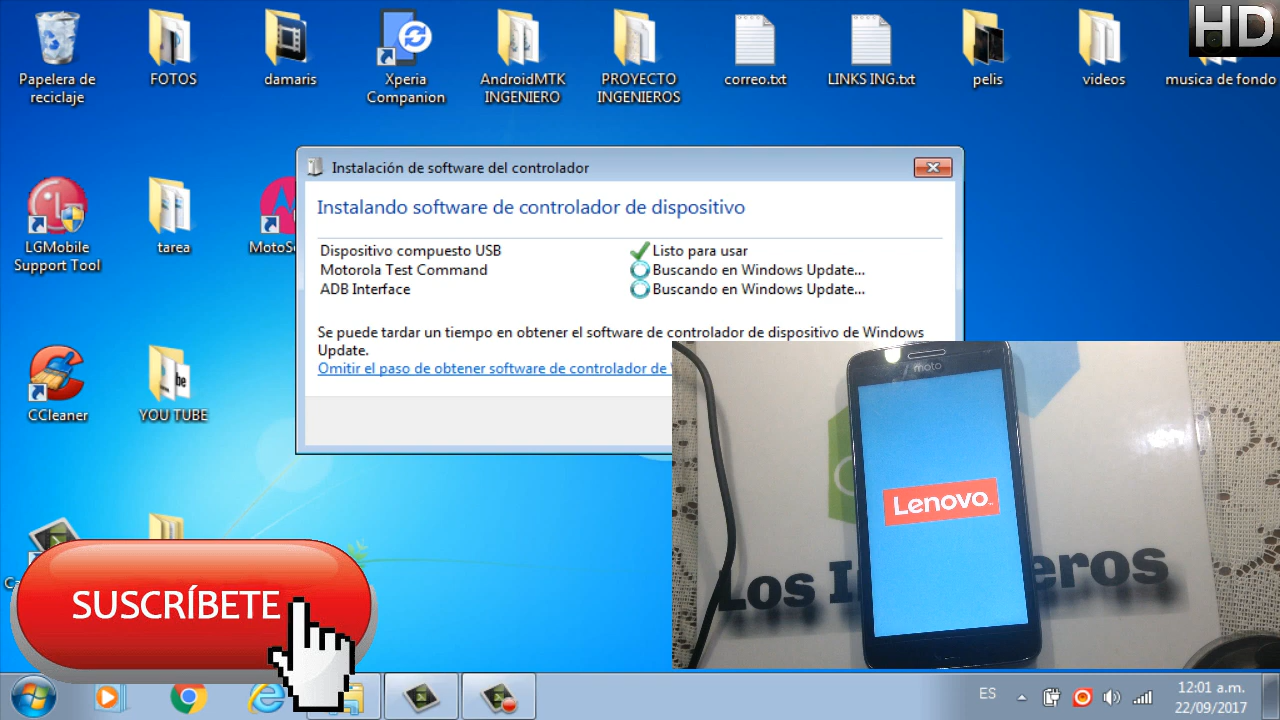 HD
Papelera de
reciclaje
FOTOS
damaris
Xperia
Companion
AndroidMTK
INGENIERO
PROYECTO
INGENIEROS
correo.txt
LINKS ING.txt
pelis
videos
musica de fondo
LGMobile
Support Tool
tarea
MotoSe
CCleaner
YOU TUBE
Instalación de software del controlador
Instalando software de controlador de dispositivo
Dispositivo compuesto USB Listo para usar
Motorola Test Command Buscando en Windows Update...
ADB Interface Buscando en Windows Update...
Se puede tardar un tiempo en obtener el software de controlador de dispositivo de Windows
Update.
Omitir el paso de obtener software de controlador de
moto
Lenovo
Los I eros
SUSCRÍBETE
ES
12:01 a.m.
22/09/2017